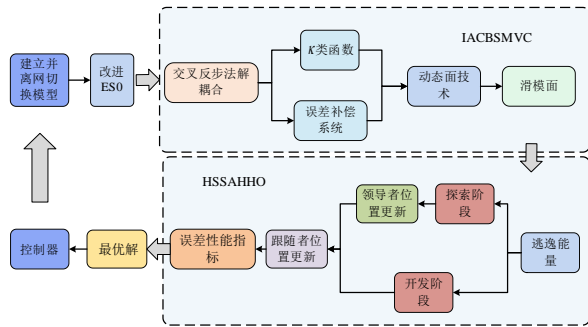 IACBSMVC
建立并
离网切
换模型
改进
ESO
交叉反步法解
耦合
K类函数
误差补偿
系统
动态面技
术
滑模面
HSSAHHO
领导者位
置更新
探索阶
段
逃逸能
量
开发阶
段
跟随者位
置更新
误差性能指
标
最优解
控制器